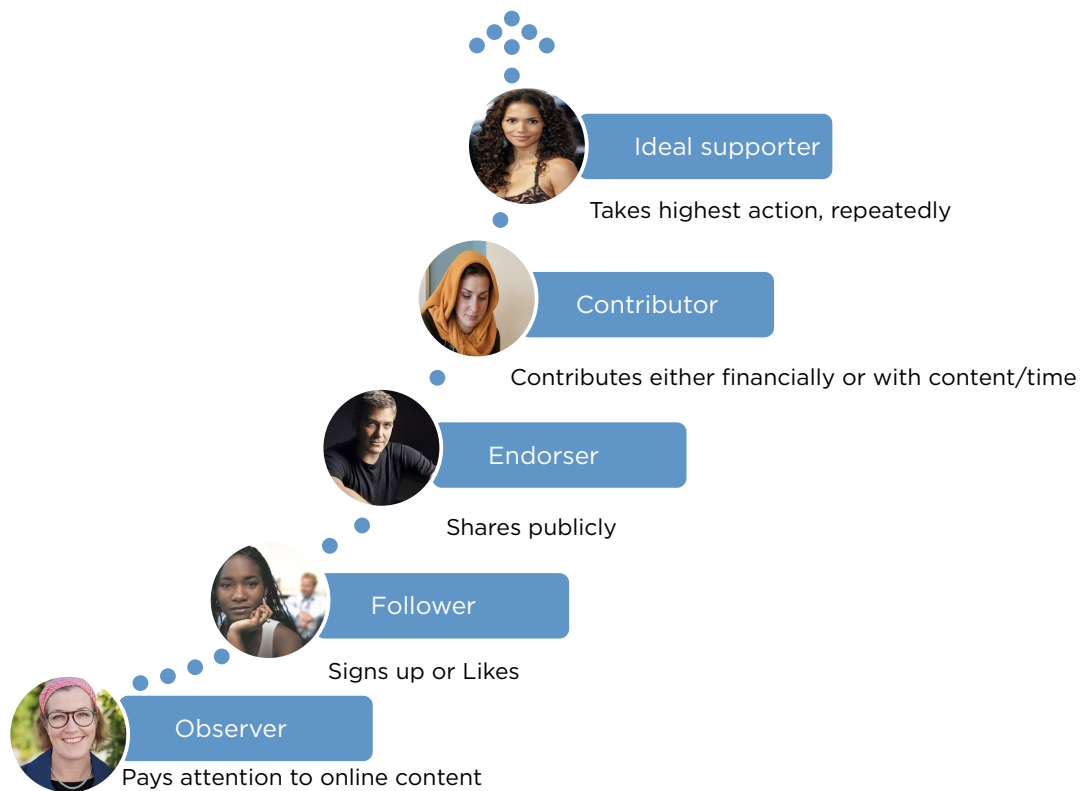 Ideal supporter
Takes highest action, repeatedly
Contributor
Contributes either financially or with content/time
Endorser
Shares publicly
Follower
Signs up or Likes
Observer
Pays attention to online content